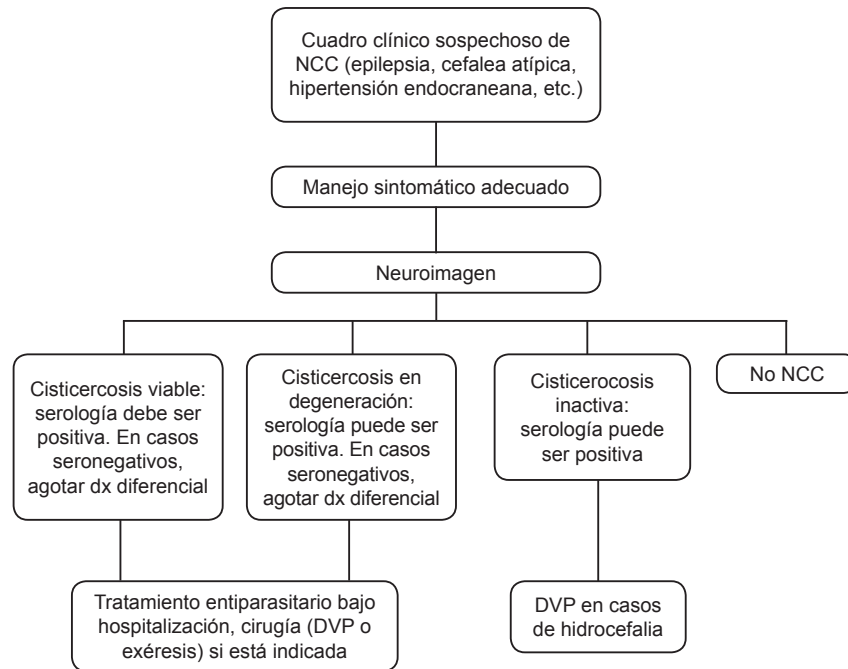 Cuadro clínico sospechoso de
NCC (epilepsia, cefalea atípica,
hipertensión endocraneana, etc.)
Manejo sintomático adecuado
Neuroimagen
Cisticercosis viable:
serología debe ser
positiva. En casos
seronegativos,
agotar dx diferencial
Cisticercosis en
degeneración:
serología puede ser
positiva. En casos
seronegativos,
agotar dx diferencial
Cisticerocosis
inactiva:
serología puede
ser positiva
No NCC
Tratamiento entiparasitario bajo
hospitalización, cirugía (DVP o
exéresis) si está indicada
DVP en casos
de hidrocefalia